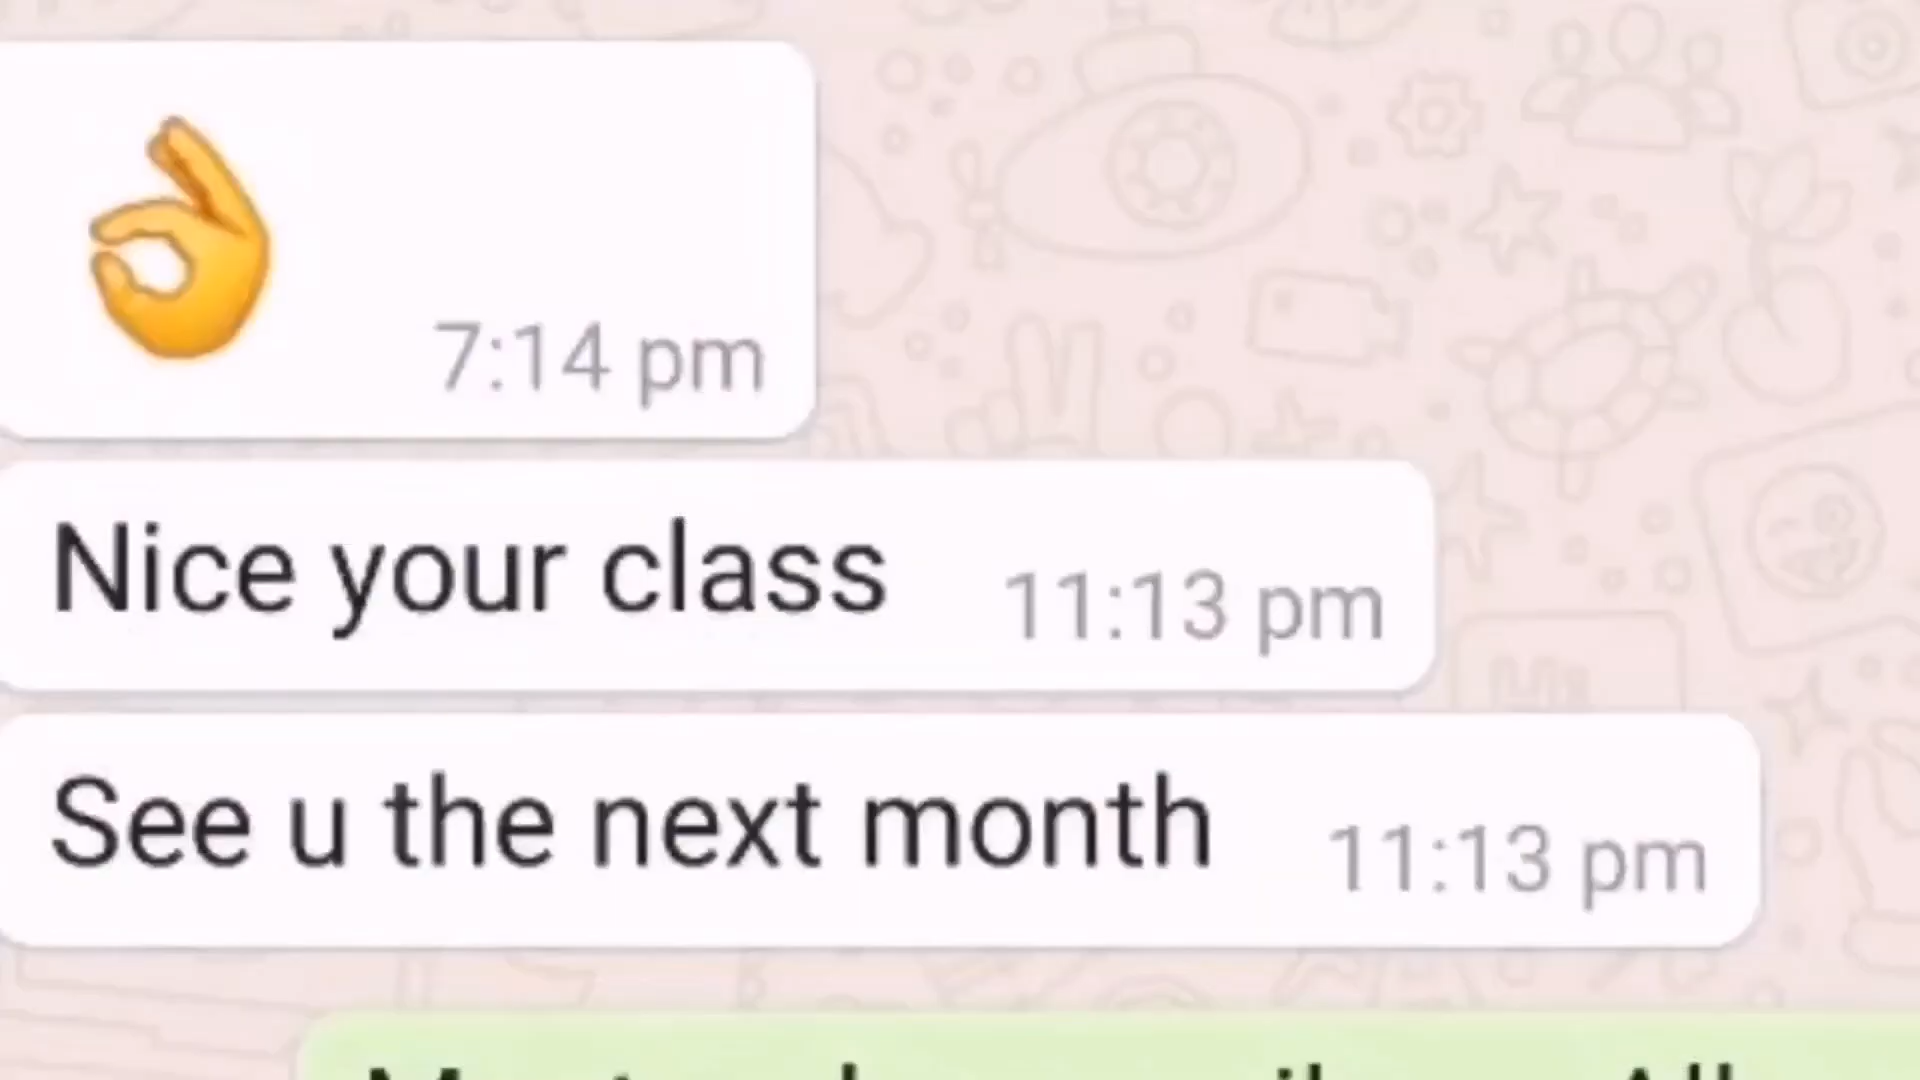 👌
7:14 pm
Nice your class 11:13 pm
See u the next month 11:13 pm